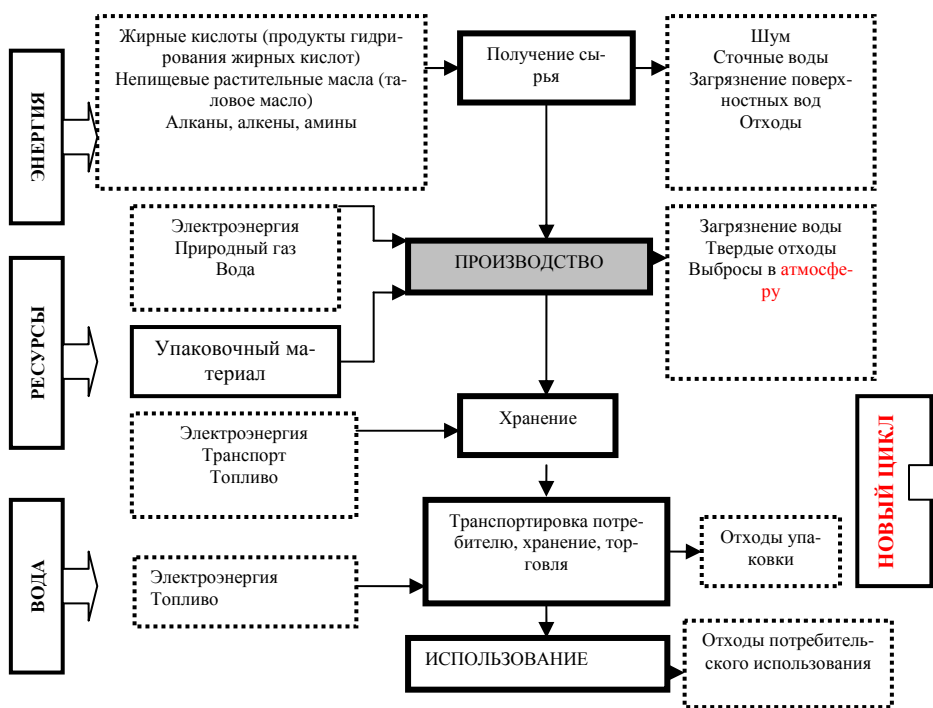 ЭНЕРГИЯ
Жирные кислоты (продукты гидри-
рования жирных кислот)
Непищевые растительные масла (та-
ловое масло)
Алканы, алкены, амины
Получение сы-
рья
Шум
Сточные воды
Загрязнение поверх-
ностных вод
Отходы
Электроэнергия
Природный газ
Вода
ПРОИЗВОДСТВО
Загрязнение воды
Твердые отходы
Выбросы в атмосфе-
ру
РЕСУРСЫ
Упаковочный ма-
териал
Электроэнергия
Транспорт
Топливо
Хранение
НОВЫЙ ЦИКЛ
ВОДА
Электроэнергия
Топливо
Транспортировка потре-
бителю, хранение, тор-
говля
Отходы упа-
ковки
ИСПОЛЬЗОВАНИЕ
Отходы потребитель-
ского использования